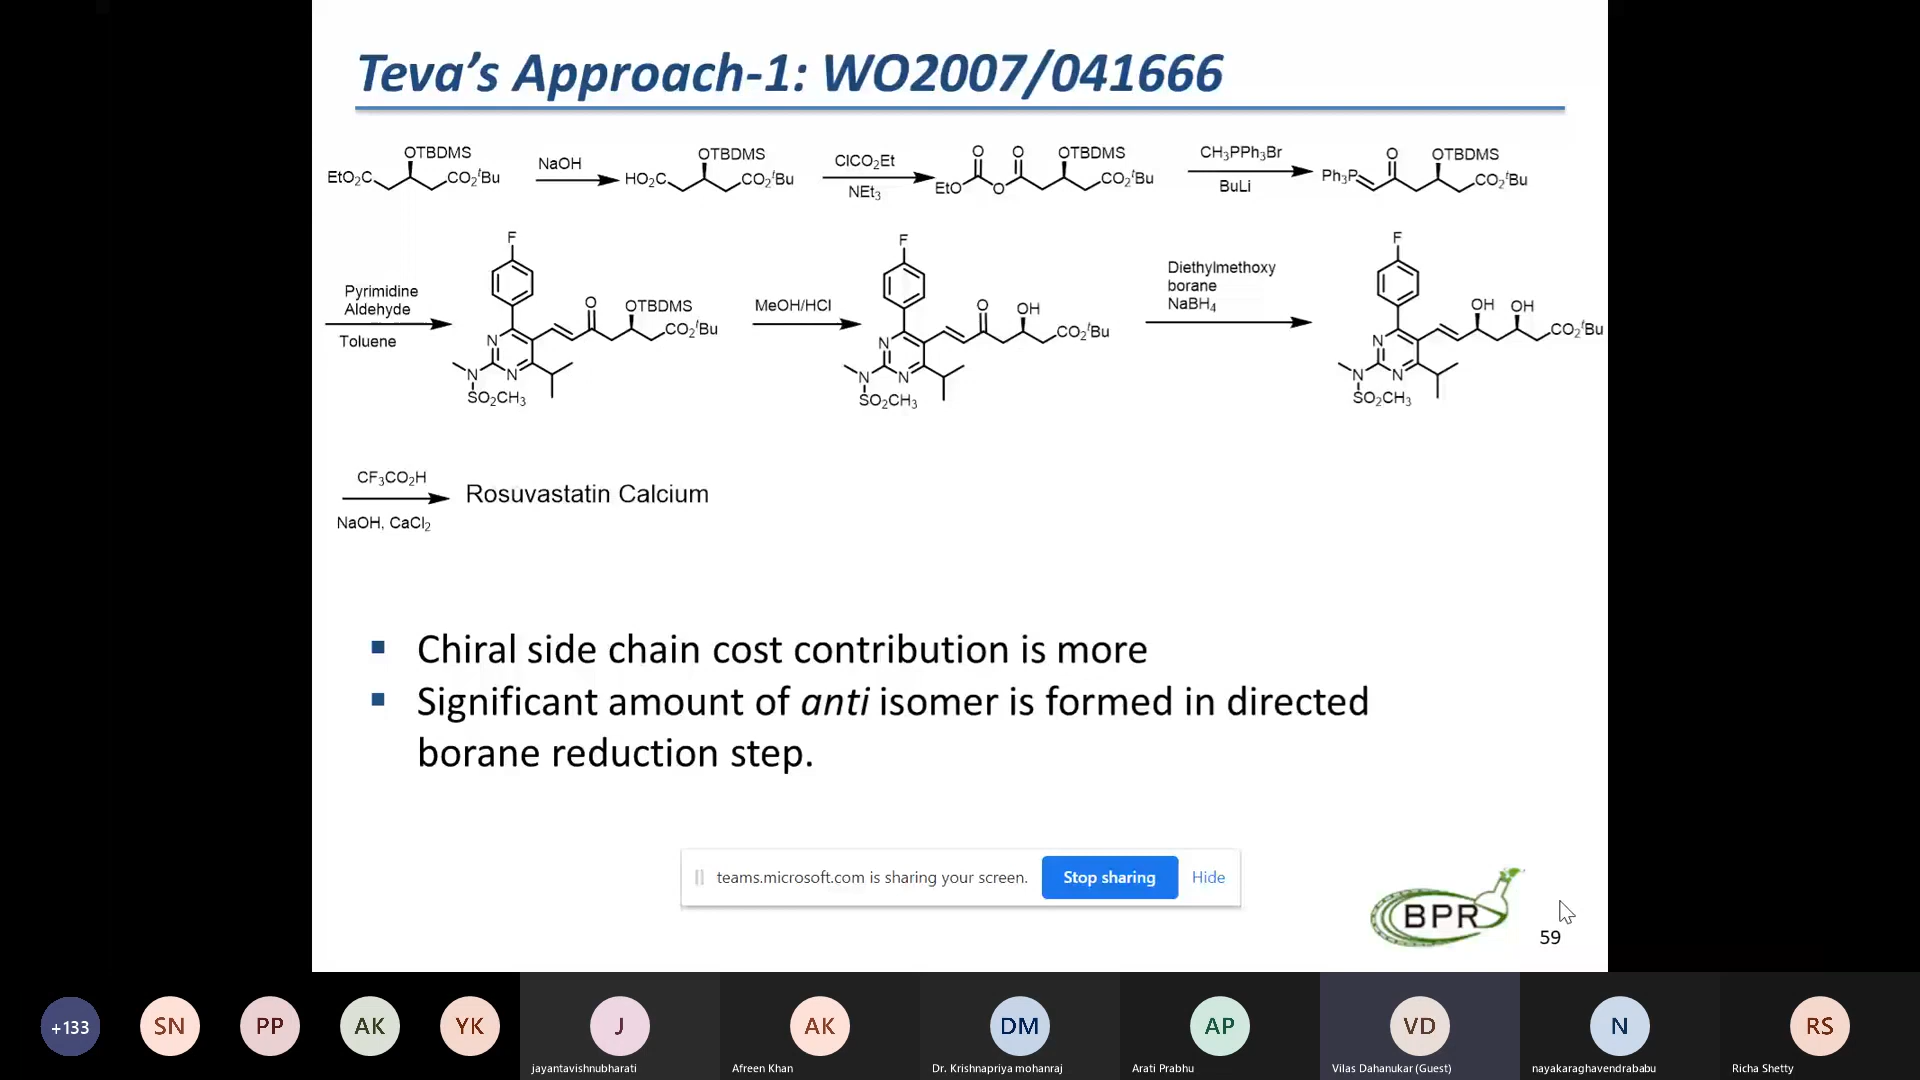 Teva's Approach-1: WO2007/041666
OTBDMS
EtO₂C CO₂ᵗBu
NaOH
OTBDMS
HO₂C CO₂ᵗBu
ClCO₂Et
NEt₃
O O OTBDMS
EtO O CO₂ᵗBu
CH₃PPh₃Br
BuLi
O OTBDMS
Ph₃P CO₂ᵗBu
Pyrimidine
Aldehyde
Toluene
F
O OTBDMS
CO₂ᵗBu
N
N N
SO₂CH₃
MeOH/HCl
F
O OH
CO₂ᵗBu
N
N N
SO₂CH₃
Diethylmethoxy
borane
NaBH₄
F
OH OH
CO₂ᵗBu
N
N N
SO₂CH₃
CF₃CO₂H
NaOH, CaCl₂
Rosuvastatin Calcium
▪ Chiral side chain cost contribution is more
▪ Significant amount of anti isomer is formed in directed
borane reduction step.
teams.microsoft.com is sharing your screen. Stop sharing Hide
BPR
59
+133 SN PP AK YK J AK DM AP VD N RS
jayantavishnubharati Afreen Khan Dr. Krishnapriya mohanraj Arati Prabhu Vilas Dahanukar (Guest) nayakaraghavendrababu Richa Shetty